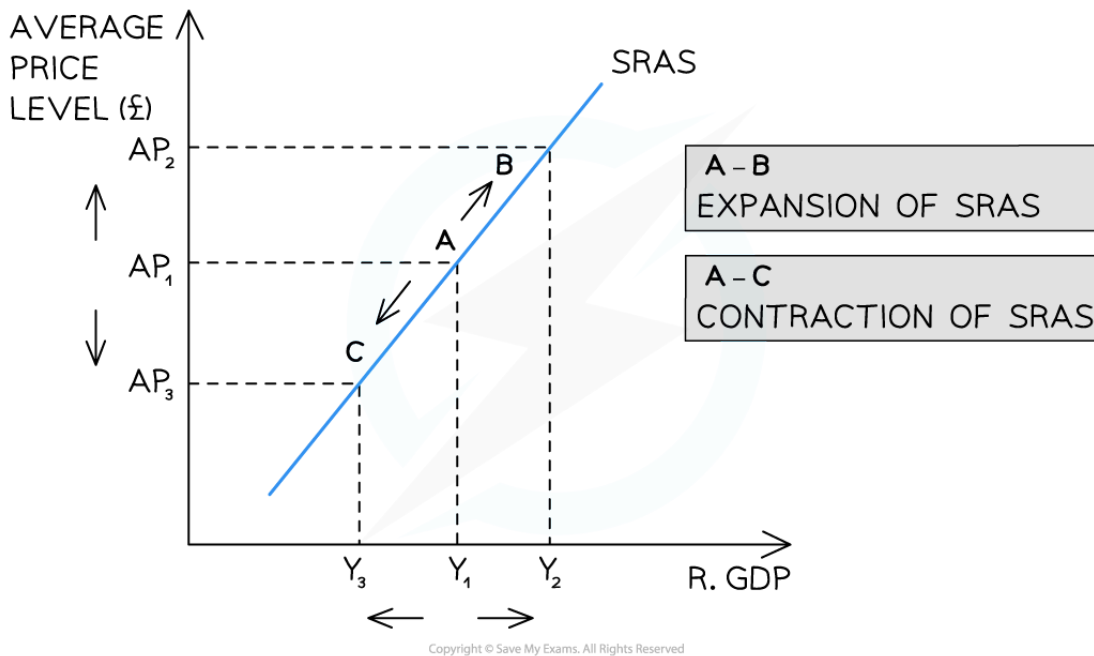 AVERAGE
PRICE
LEVEL (£)
SRAS
AP₂
B
A – B
EXPANSION OF SRAS
A
AP₁
A – C
CONTRACTION OF SRAS
C
AP₃
Y₃ Y₁ Y₂
R. GDP
Copyright © Save My Exams. All Rights Reserved